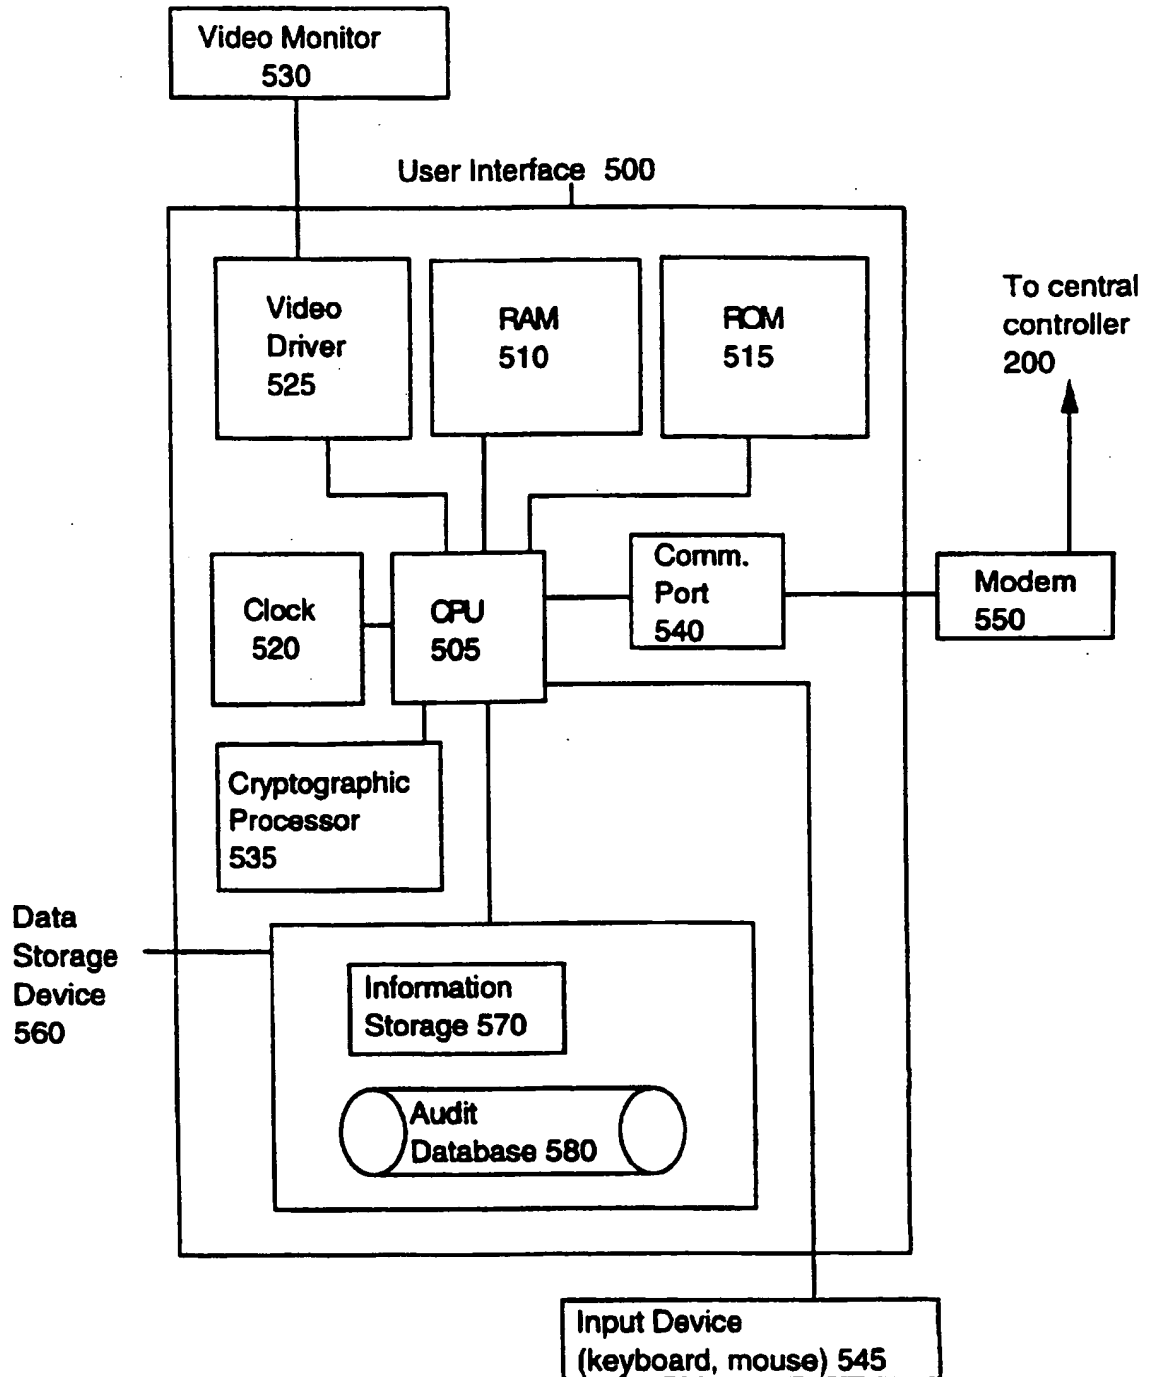 Video Monitor
530
User Interface 500
Video
Driver
525
RAM
510
ROM
515
To central
controller
200
Clock
520
CPU
505
Comm.
Port
540
Modem
550
Cryptographic
Processor
535
Data
Storage
Device
560
Information
Storage 570
Audit
Database 580
Input Device
(keyboard, mouse) 545